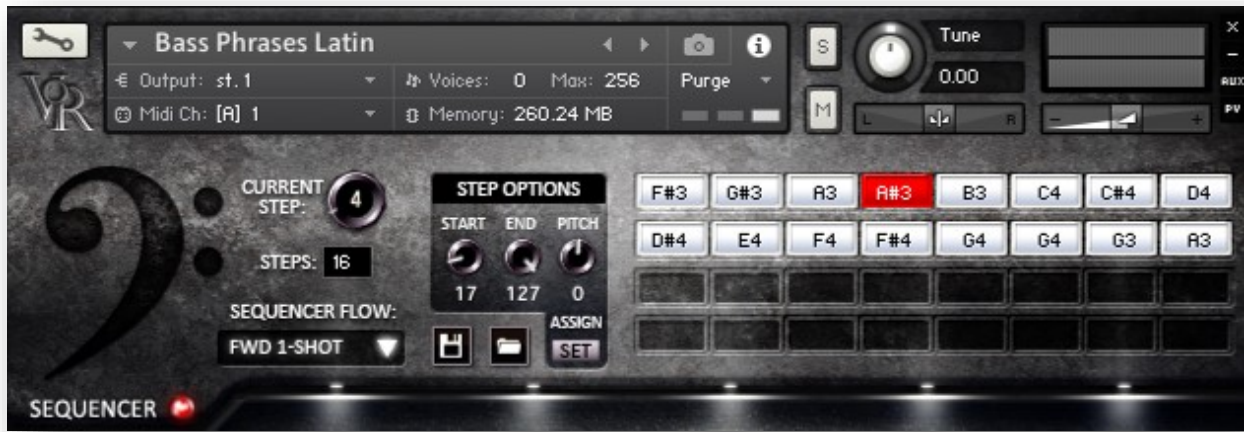 Bass Phrases Latin
Output: st. 1
Voices: 0 Max: 256
Purge
Midi Ch: [A] 1
Memory: 260.24 MB
S
M
Tune
0.00
L R
- +
×
-
AUX
PV
VR
CURRENT STEP: 4
STEPS: 16
SEQUENCER FLOW:
FWD 1-SHOT
STEP OPTIONS
START END PITCH
17 127 0
ASSIGN
SET
F#3 G#3 A3 A#3 B3 C4 C#4 D4
D#4 E4 F4 F#4 G4 G4 G3 A3
SEQUENCER